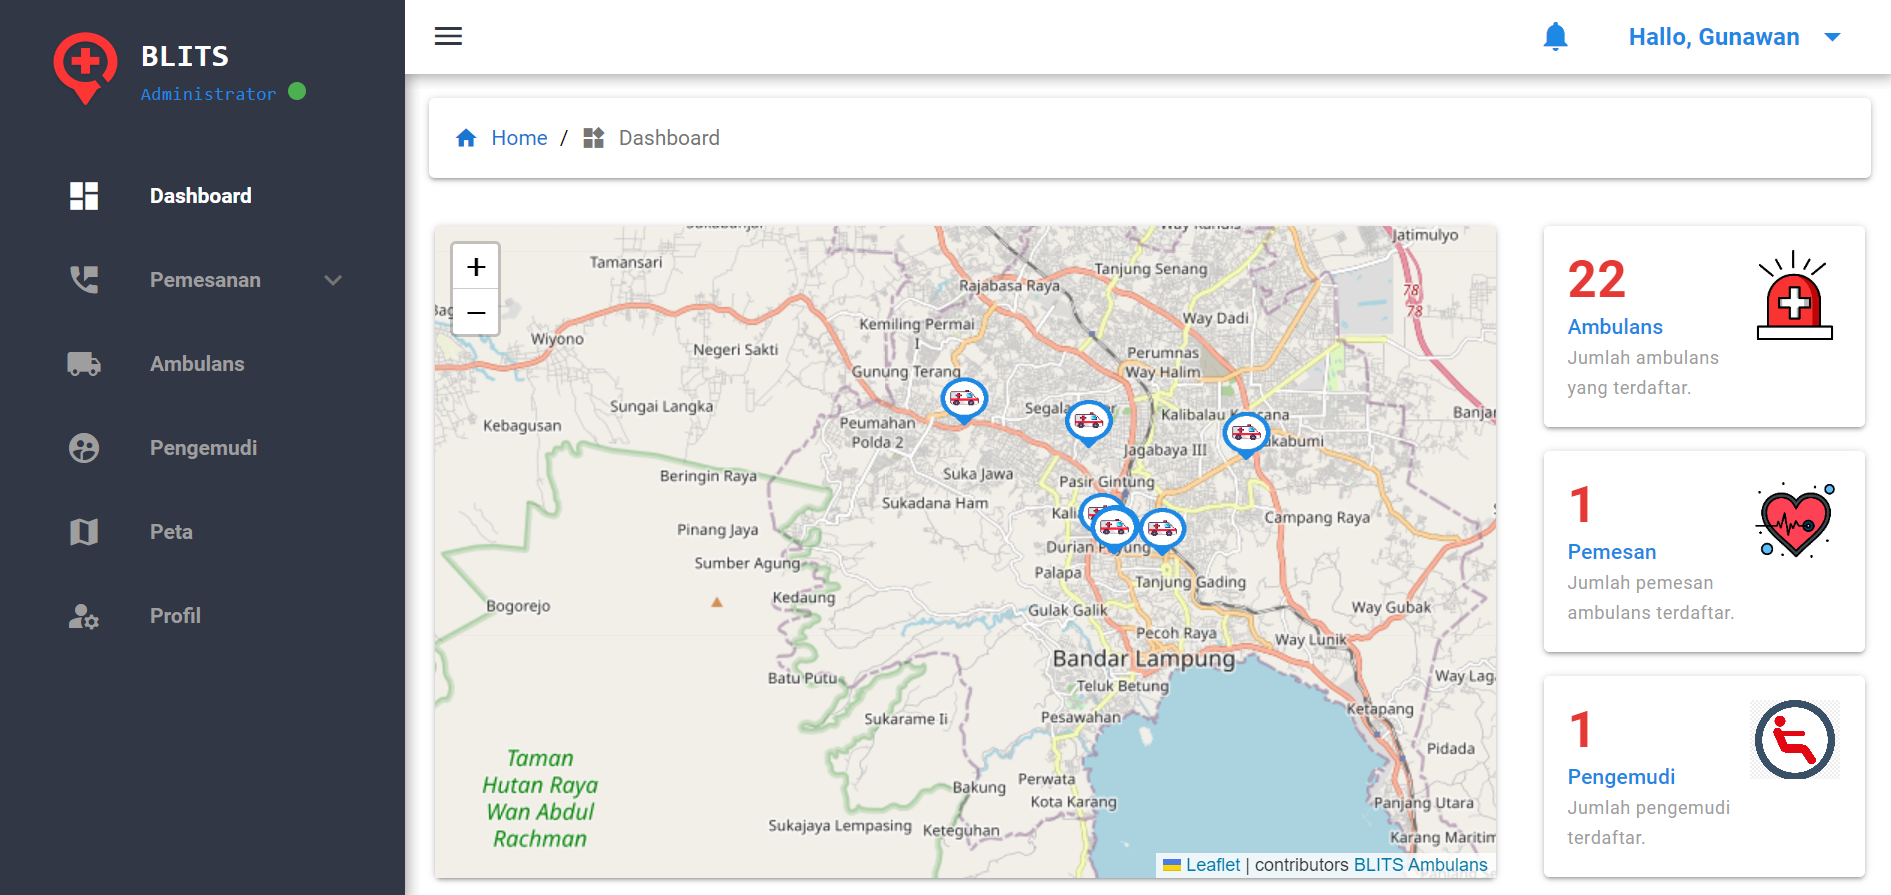 BLITS
Administrator
Dashboard
Pemesanan
Ambulans
Pengemudi
Peta
Profil
Hallo, Gunawan
Home / Dashboard
+
−
Jatimulyo
Tamansari
Tanjung Senang
Rajabasa Raya
78
78
Way Dadi
Kemiling Permai
I
Wiyono
Negeri Sakti
Perumnas
Way Halim
Gunung Terang
Sungai Langka
Kebagusan
Peumahan
Polda 2
Kalibalau
Banjar
Jagabaya III
Beringin Raya
Suka Jawa
Pasir Gintung
Sukadana Ham
Campang Raya
Pinang Jaya
Durian
Sumber Agung
Palapa
Tanjung Gading
Bogorejo
Kedaung
Gulak Galik
Way Gubak
Pecoh Raya
Way Lunik
Bandar Lampung
Batu Putu
Teluk Betung
Way Laga
Sukarame Ii
Pesawahan
Ketapang
Pidada
Taman
Hutan Raya
Wan Abdul
Rachman
Bakung
Perwata
Kota Karang
Panjang Utara
Sukajaya Lempasing
Keteguhan
Karang Maritim
Leaflet | contributors BLITS Ambulans
22
Ambulans
Jumlah ambulans
yang terdaftar.
1
Pemesan
Jumlah pemesan
ambulans terdaftar.
1
Pengemudi
Jumlah pengemudi
terdaftar.